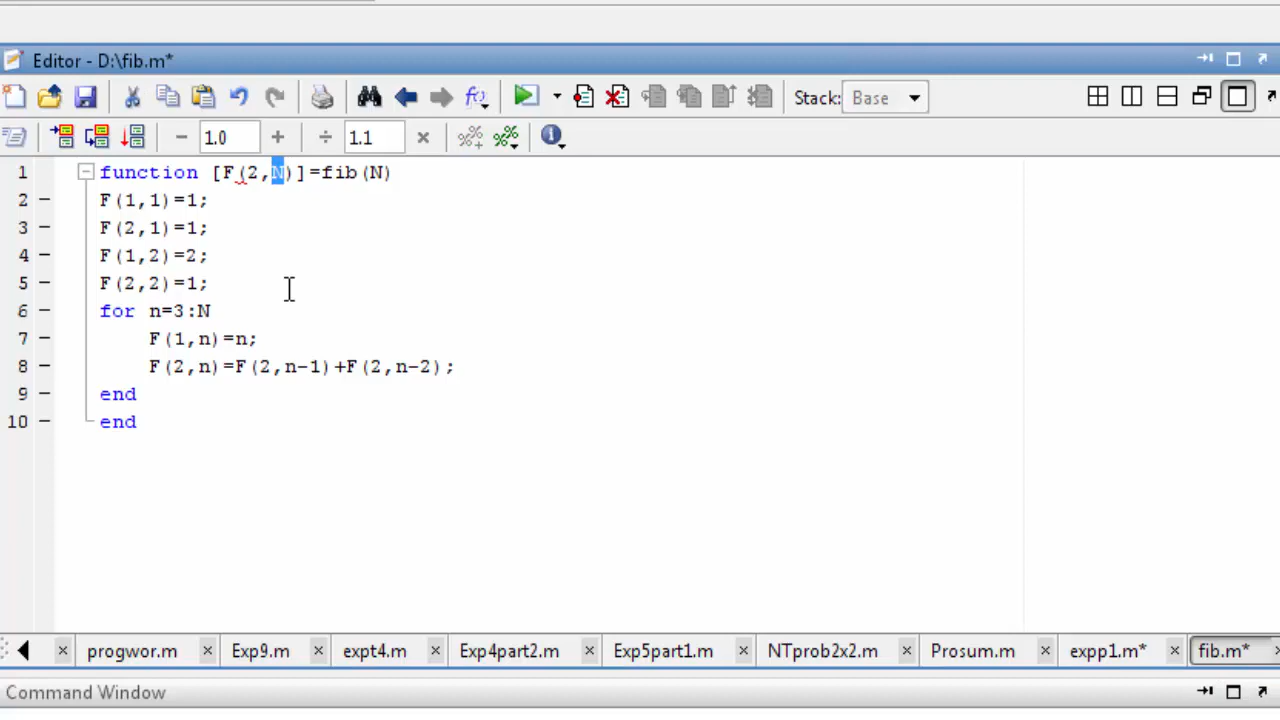 Editor - D:\fib.m*
1.0
1.1
Stack: Base
1 function [F(2,N)]=fib(N)
2 F(1,1)=1;
3 F(2,1)=1;
4 F(1,2)=2;
5 F(2,2)=1;
6 for n=3:N
7 F(1,n)=n;
8 F(2,n)=F(2,n-1)+F(2,n-2);
9 end
10 end
progwor.m Exp9.m expt4.m Exp4part2.m Exp5part1.m NTprob2x2.m Prosum.m expp1.m* fib.m*
Command Window